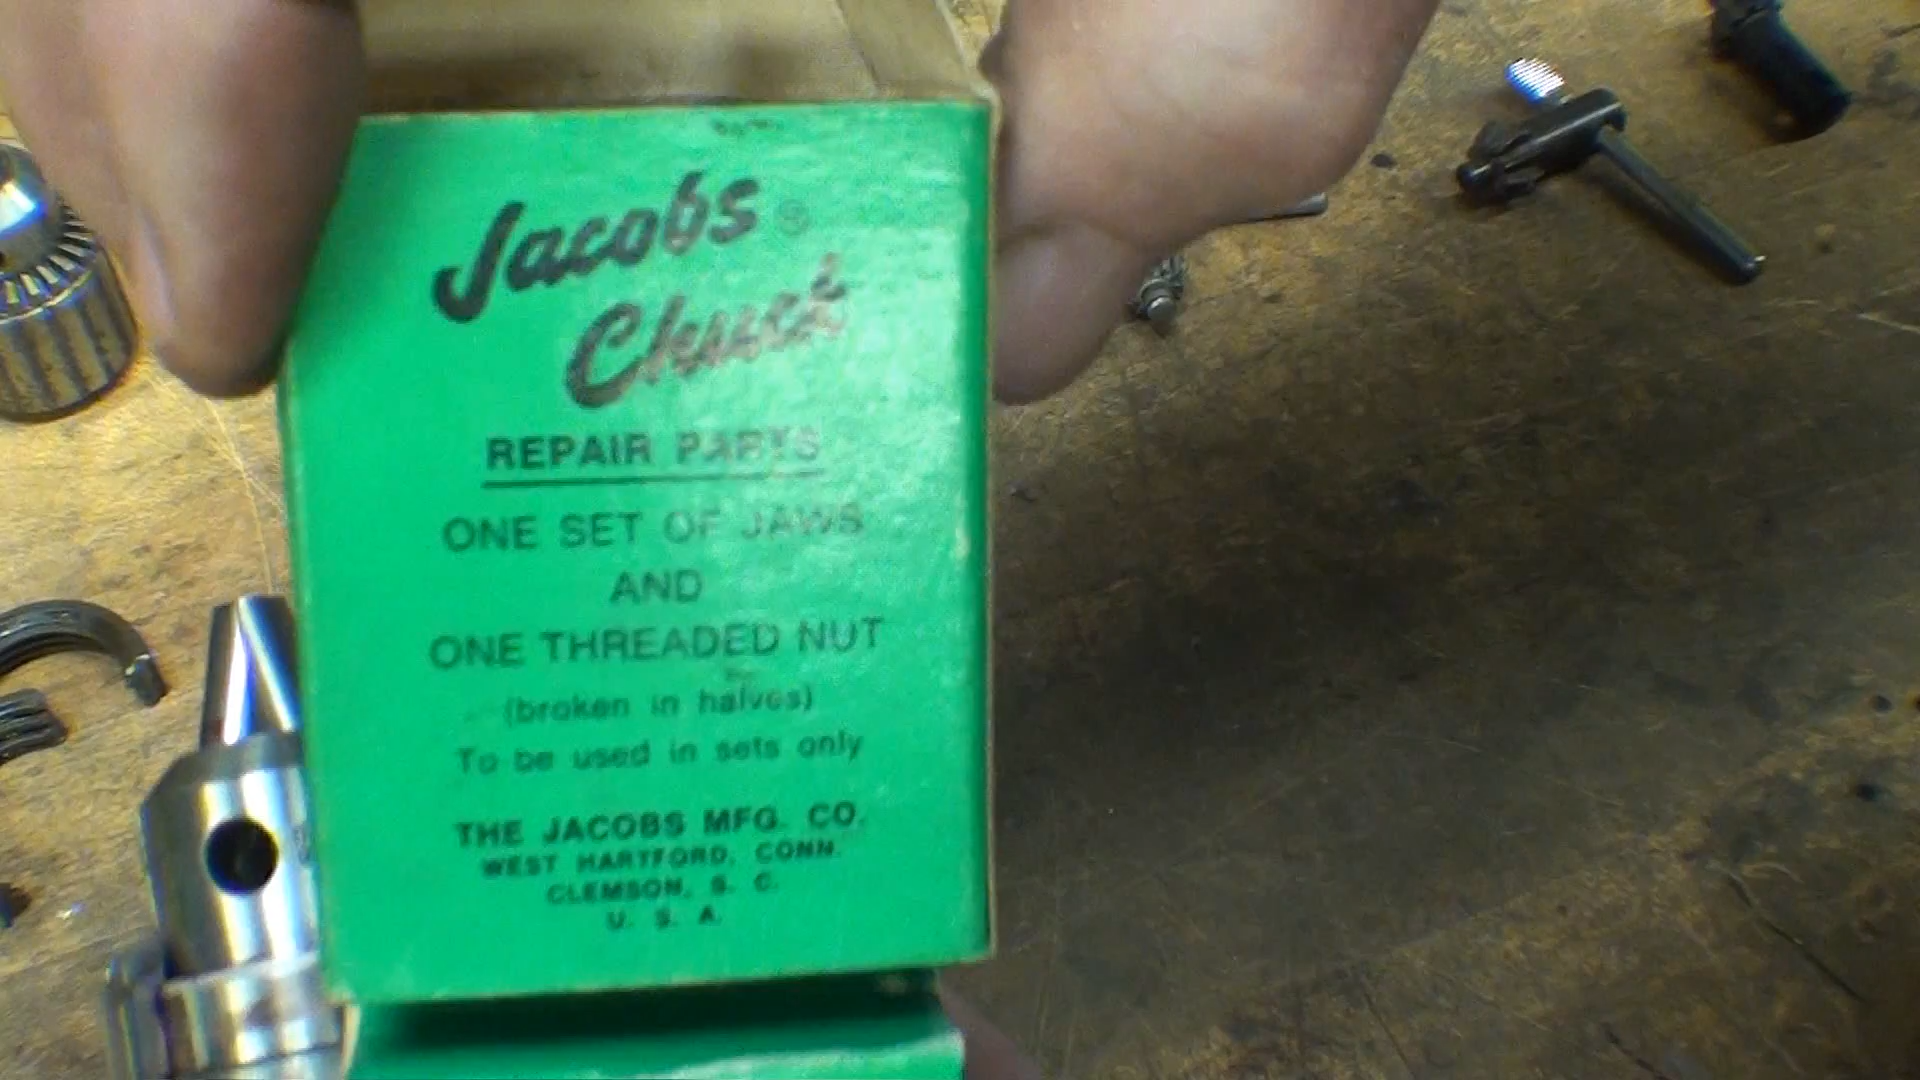 Jacobs ®
Chuck
REPAIR PARTS
ONE SET OF JAWS
AND
ONE THREADED NUT
(broken in halves)
To be used in sets only
THE JACOBS MFG. CO.
WEST HARTFORD, CONN.
CLEMSON, S. C.
U. S. A.